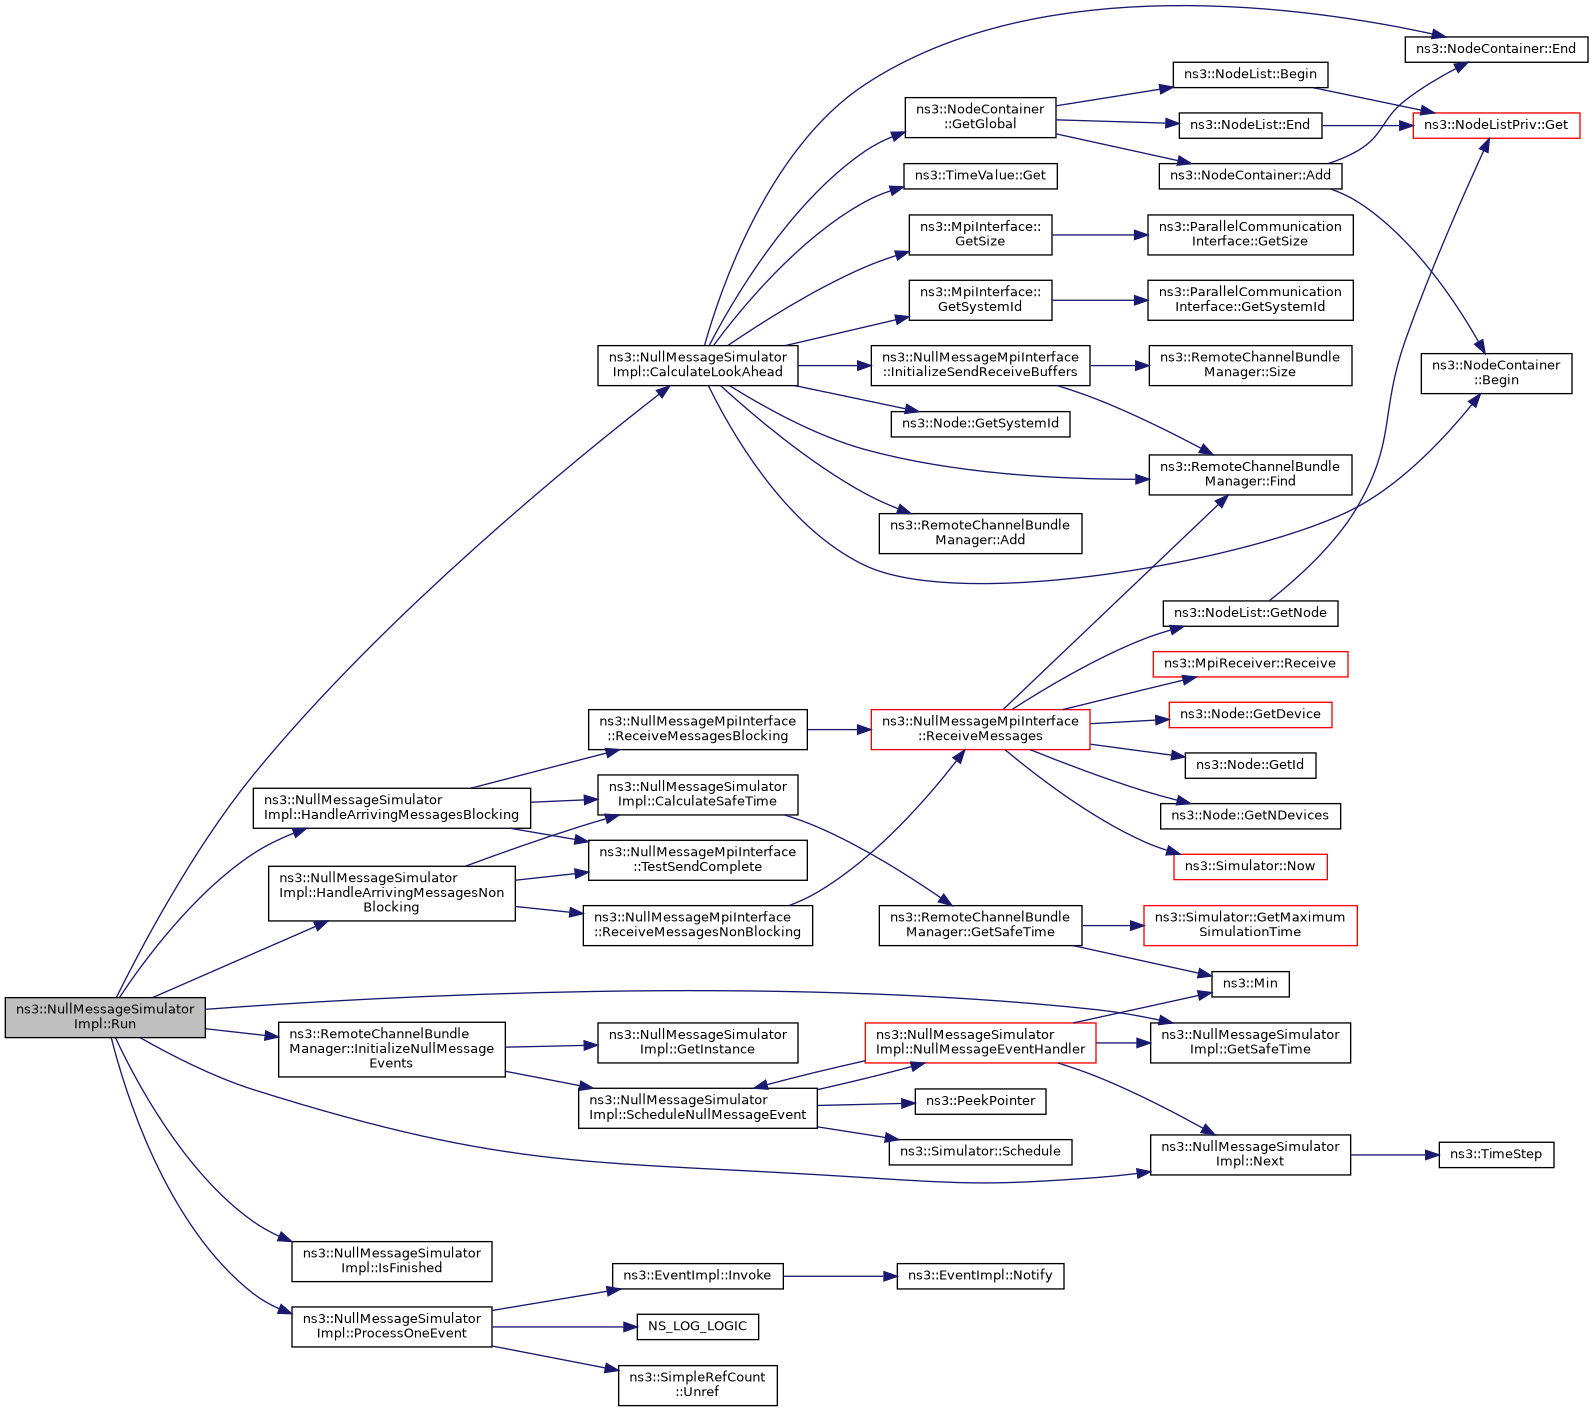 ns3::NodeContainer::End
ns3::NodeList::Begin
ns3::NodeContainer
::GetGlobal
ns3::NodeList::End
ns3::NodeListPriv::Get
ns3::TimeValue::Get
ns3::NodeContainer::Add
ns3::MpiInterface::
GetSize
ns3::ParallelCommunication
Interface::GetSize
ns3::MpiInterface::
GetSystemId
ns3::ParallelCommunication
Interface::GetSystemId
ns3::NullMessageSimulator
Impl::CalculateLookAhead
ns3::NullMessageMpiInterface
::InitializeSendReceiveBuffers
ns3::RemoteChannelBundle
Manager::Size
ns3::NodeContainer
::Begin
ns3::Node::GetSystemId
ns3::RemoteChannelBundle
Manager::Find
ns3::RemoteChannelBundle
Manager::Add
ns3::NodeList::GetNode
ns3::MpiReceiver::Receive
ns3::NullMessageMpiInterface
::ReceiveMessagesBlocking
ns3::NullMessageMpiInterface
::ReceiveMessages
ns3::Node::GetDevice
ns3::Node::GetId
ns3::NullMessageSimulator
Impl::HandleArrivingMessagesBlocking
ns3::NullMessageSimulator
Impl::CalculateSafeTime
ns3::Node::GetNDevices
ns3::NullMessageMpiInterface
::TestSendComplete
ns3::Simulator::Now
ns3::NullMessageSimulator
Impl::HandleArrivingMessagesNon
Blocking
ns3::NullMessageMpiInterface
::ReceiveMessagesNonBlocking
ns3::RemoteChannelBundle
Manager::GetSafeTime
ns3::Simulator::GetMaximum
SimulationTime
ns3::Min
ns3::NullMessageSimulator
Impl::Run
ns3::RemoteChannelBundle
Manager::InitializeNullMessage
Events
ns3::NullMessageSimulator
Impl::GetInstance
ns3::NullMessageSimulator
Impl::NullMessageEventHandler
ns3::NullMessageSimulator
Impl::GetSafeTime
ns3::NullMessageSimulator
Impl::ScheduleNullMessageEvent
ns3::PeekPointer
ns3::Simulator::Schedule
ns3::NullMessageSimulator
Impl::Next
ns3::TimeStep
ns3::NullMessageSimulator
Impl::IsFinished
ns3::EventImpl::Invoke
ns3::EventImpl::Notify
ns3::NullMessageSimulator
Impl::ProcessOneEvent
NS_LOG_LOGIC
ns3::SimpleRefCount
::Unref